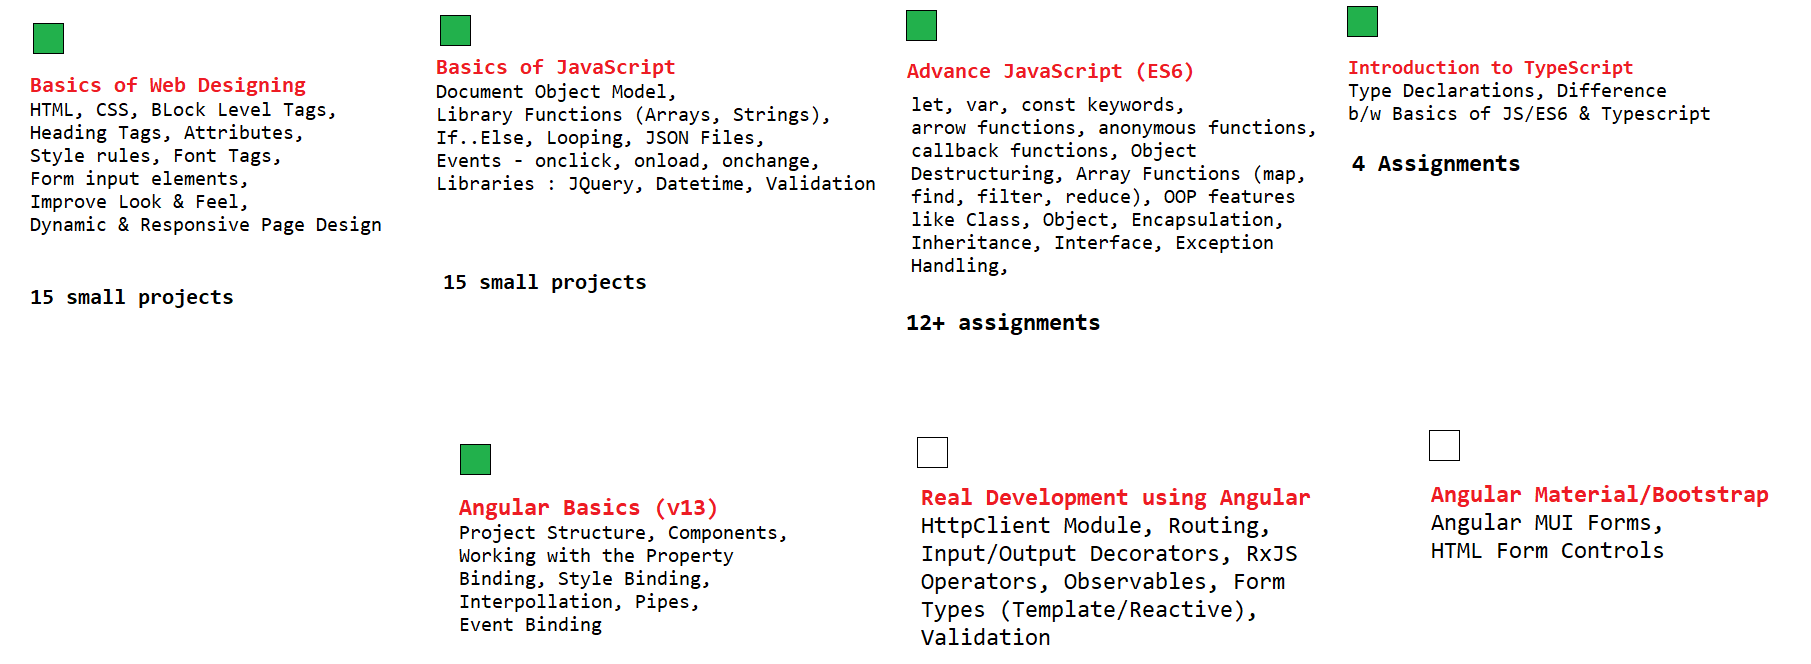 Basics of Web Designing
HTML, CSS, BLock Level Tags,
Heading Tags, Attributes,
Style rules, Font Tags,
Form input elements,
Improve Look & Feel,
Dynamic & Responsive Page Design
15 small projects
Basics of JavaScript
Document Object Model,
Library Functions (Arrays, Strings),
If..Else, Looping, JSON Files,
Events - onclick, onload, onchange,
Libraries : JQuery, Datetime, Validation
15 small projects
Advance JavaScript (ES6)
let, var, const keywords,
arrow functions, anonymous functions,
callback functions, Object
Destructuring, Array Functions (map,
find, filter, reduce), OOP features
like Class, Object, Encapsulation,
Inheritance, Interface, Exception
Handling,
12+ assignments
Introduction to TypeScript
Type Declarations, Difference
b/w Basics of JS/ES6 & Typescript
4 Assignments
Angular Basics (v13)
Project Structure, Components,
Working with the Property
Binding, Style Binding,
Interpollation, Pipes,
Event Binding
Real Development using Angular
HttpClient Module, Routing,
Input/Output Decorators, RxJS
Operators, Observables, Form
Types (Template/Reactive),
Validation
Angular Material/Bootstrap
Angular MUI Forms,
HTML Form Controls